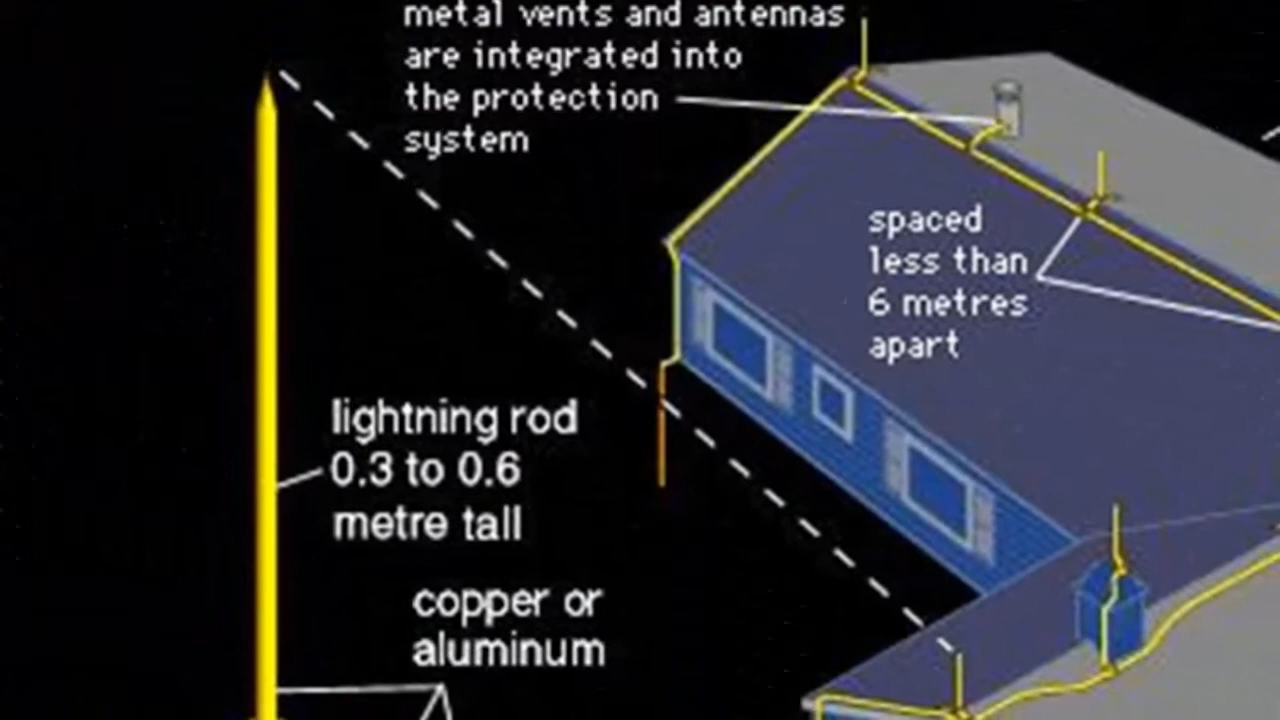 metal vents and antennas
are integrated into
the protection
system
spaced
less than
6 metres
apart
lightning rod
0.3 to 0.6
metre tall
copper or
aluminum